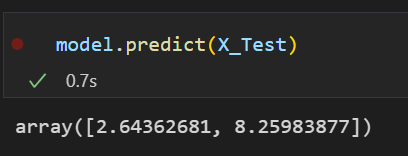 model.predict(X_Test)
0.7s
array([2.64362681, 8.25983877])